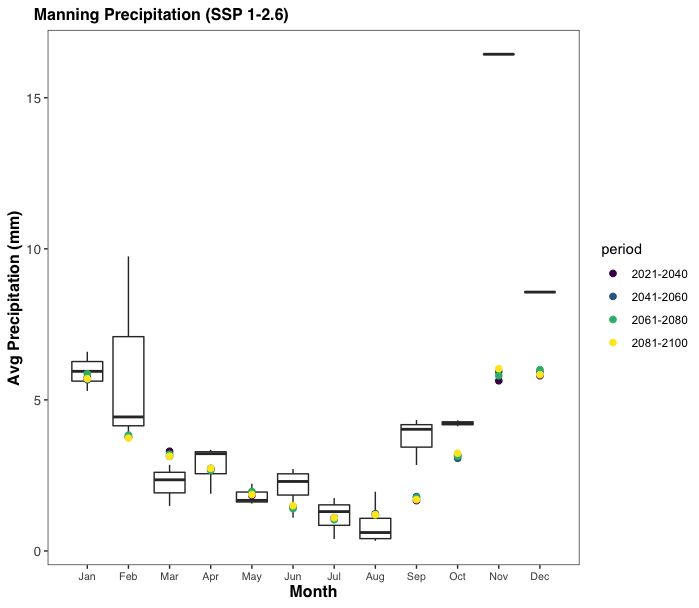 Manning Precipitation (SSP 1-2.6)
Avg Precipitation (mm)
15
10
5
0
Jan Feb Mar Apr May Jun Jul Aug Sep Oct Nov Dec
Month
period
2021-2040
2041-2060
2061-2080
2081-2100